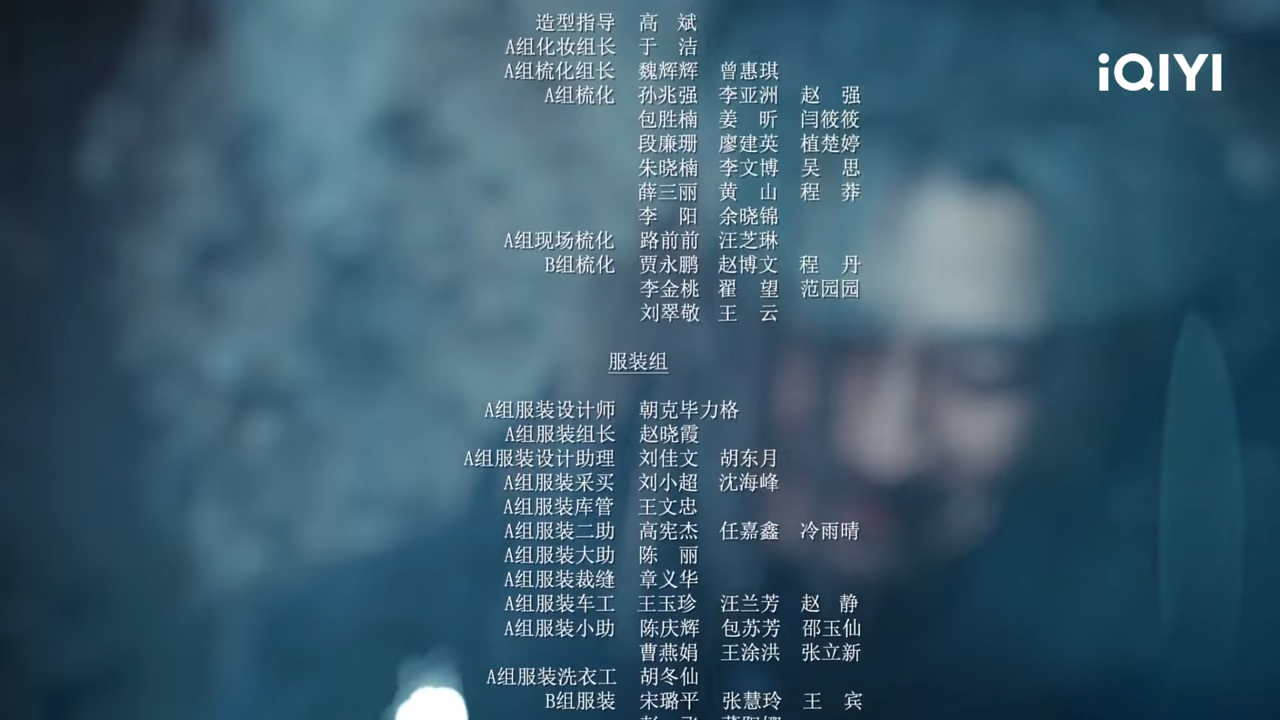 造型指导 高 斌
iQIYI
A组化妆组长 于 洁
A组梳化组长 魏辉辉 曾惠琪
A组梳化 孙兆强 李亚洲 赵 强
包胜楠 姜 昕 闫筱筱
段廉珊 廖建英 植楚婷
朱晓楠 李文博 吴 思
薛三丽 黄 山 程 莽
李 阳 余晓锦
A组现场梳化 路前前 汪芝琳
B组梳化 贾永鹏 赵博文 程 丹
李金桃 翟 望 范园园
刘翠敬 王 云
服装组
A组服装设计师 朝克毕力格
A组服装组长 赵晓霞
A组服装设计助理 刘佳文 胡东月
A组服装采买 刘小超 沈海峰
A组服装库管 王文忠
A组服装二助 高宪杰 任嘉鑫 冷雨晴
A组服装大助 陈 丽
A组服装裁缝 章义华
A组服装车工 王玉珍 汪兰芳 赵 静
A组服装小助 陈庆辉 包苏芳 邵玉仙
曹燕娟 王涂洪 张立新
A组服装洗衣工 胡冬仙
B组服装 宋璐平 张慧玲 王 宾